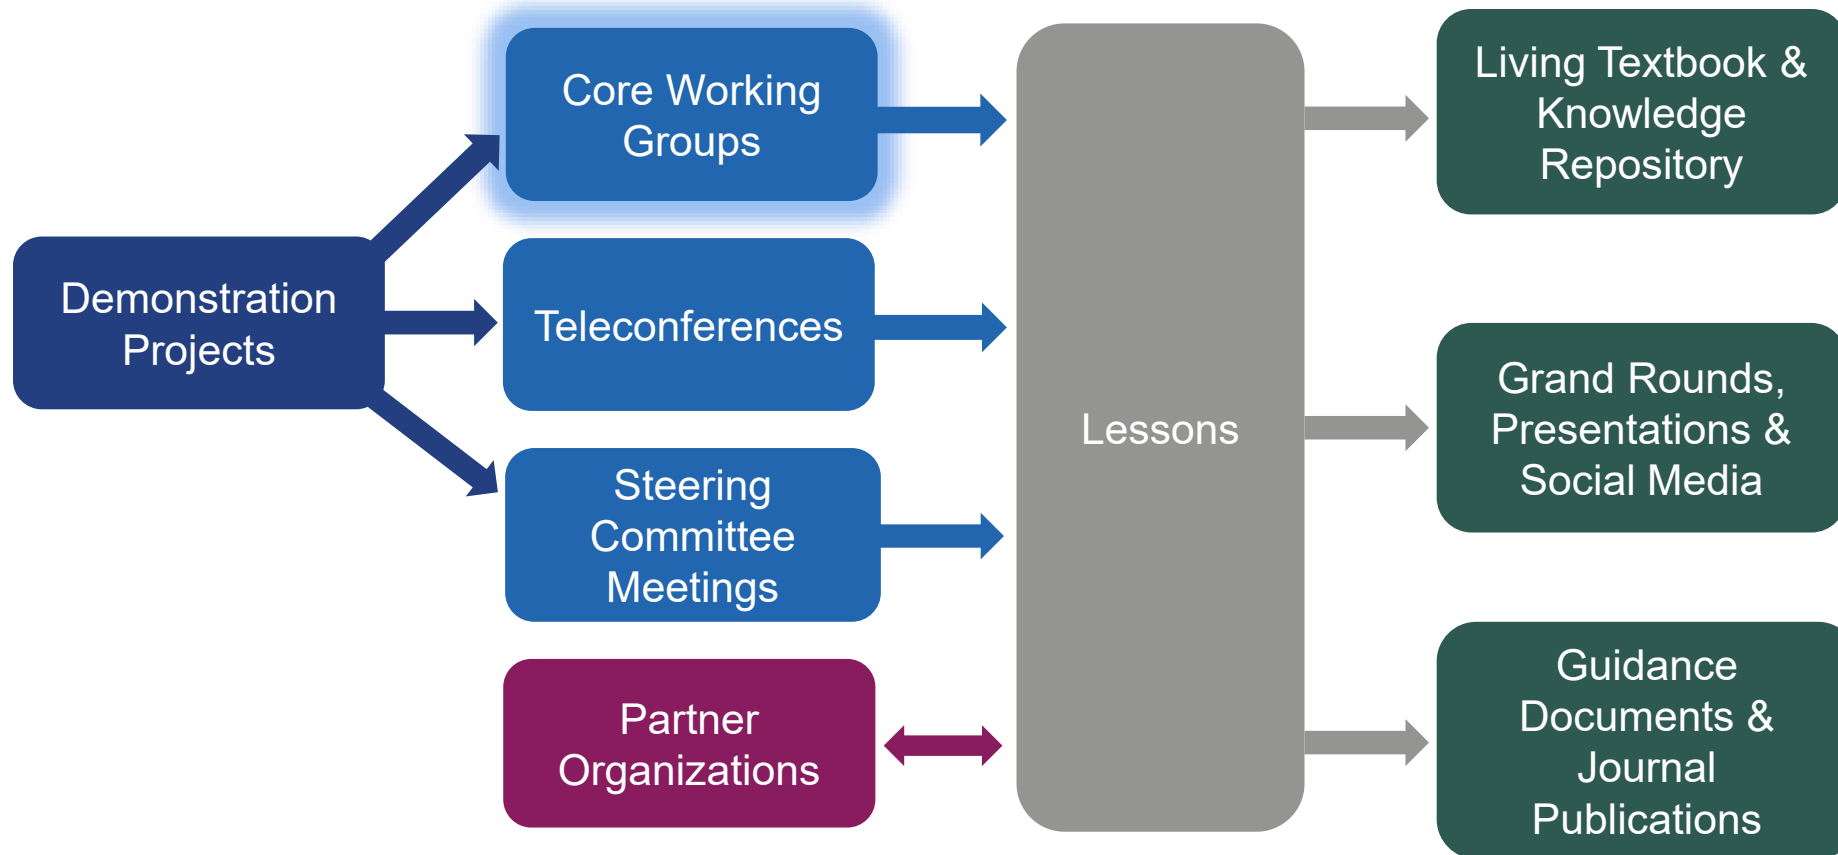 Demonstration
Projects
Core Working
Groups
Teleconferences
Steering
Committee
Meetings
Partner
Organizations
Lessons
Living Textbook &
Knowledge
Repository
Grand Rounds,
Presentations &
Social Media
Guidance
Documents &
Journal
Publications